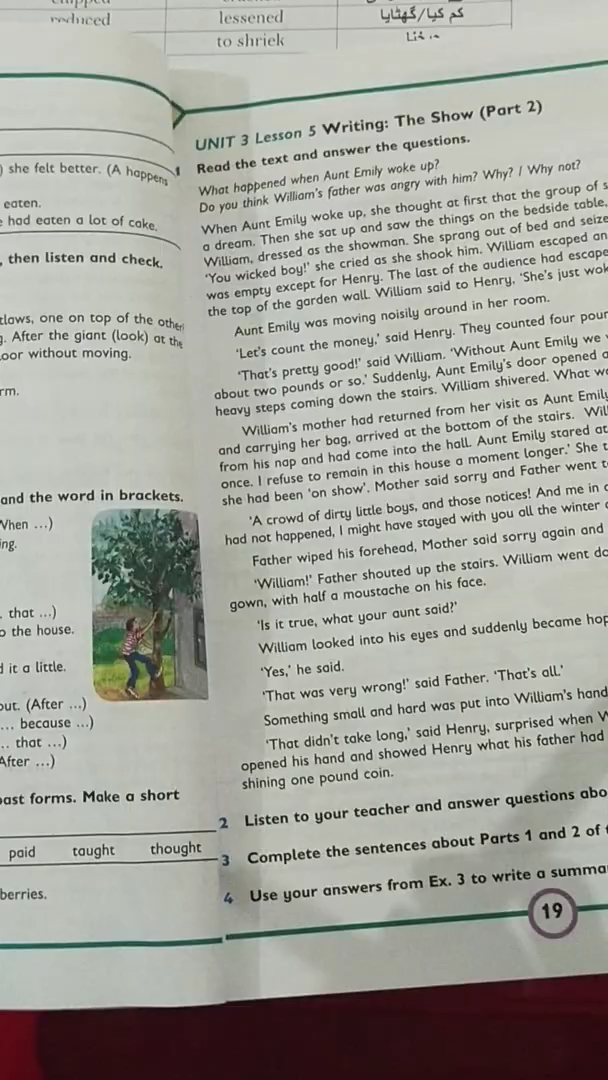 reduced lessened کم کیا/گھٹایا
to shriek
) she felt better. (A happens
eaten.
e had eaten a lot of cake.
, then listen and check.
tlaws, one on top of the other
g. After the giant (look) at the
oor without moving.
rm.
and the word in brackets.
When ...)
ing.
. that ...)
o the house.
d it a little.
out. (After ...)
... because ...)
.. that ...)
After ...)
past forms. Make a short
paid taught thought
berries.
UNIT 3 Lesson 5 Writing: The Show (Part 2)
1 Read the text and answer the questions.
What happened when Aunt Emily woke up?
Do you think William's father was angry with him? Why? / Why not?
When Aunt Emily woke up, she thought at first that the group of s
a dream. Then she sat up and saw the things on the bedside table,
William, dressed as the showman. She sprang out of bed and seize
'You wicked boy!' she cried as she shook him. William escaped an
was empty except for Henry. The last of the audience had escape
the top of the garden wall. William said to Henry, 'She's just wok
Aunt Emily was moving noisily around in her room.
'Let's count the money,' said Henry. They counted four pour
'That's pretty good!' said William. 'Without Aunt Emily we
about two pounds or so.' Suddenly, Aunt Emily's door opened a
heavy steps coming down the stairs. William shivered. What w
William's mother had returned from her visit as Aunt Emily
and carrying her bag, arrived at the bottom of the stairs. Wil
from his nap and had come into the hall. Aunt Emily stared at
once. I refuse to remain in this house a moment longer.' She t
she had been 'on show'. Mother said sorry and Father went t
'A crowd of dirty little boys, and those notices! And me in
had not happened, I might have stayed with you all the winter
Father wiped his forehead, Mother said sorry again and
'William!' Father shouted up the stairs. William went do
gown, with half a moustache on his face.
'Is it true, what your aunt said?'
William looked into his eyes and suddenly became hop
'Yes,' he said.
'That was very wrong!' said Father. 'That's all.'
Something small and hard was put into William's hand
'That didn't take long,' said Henry, surprised when W
opened his hand and showed Henry what his father had
shining one pound coin.
2 Listen to your teacher and answer questions abo
3 Complete the sentences about Parts 1 and 2 of
4 Use your answers from Ex. 3 to write a summa
19